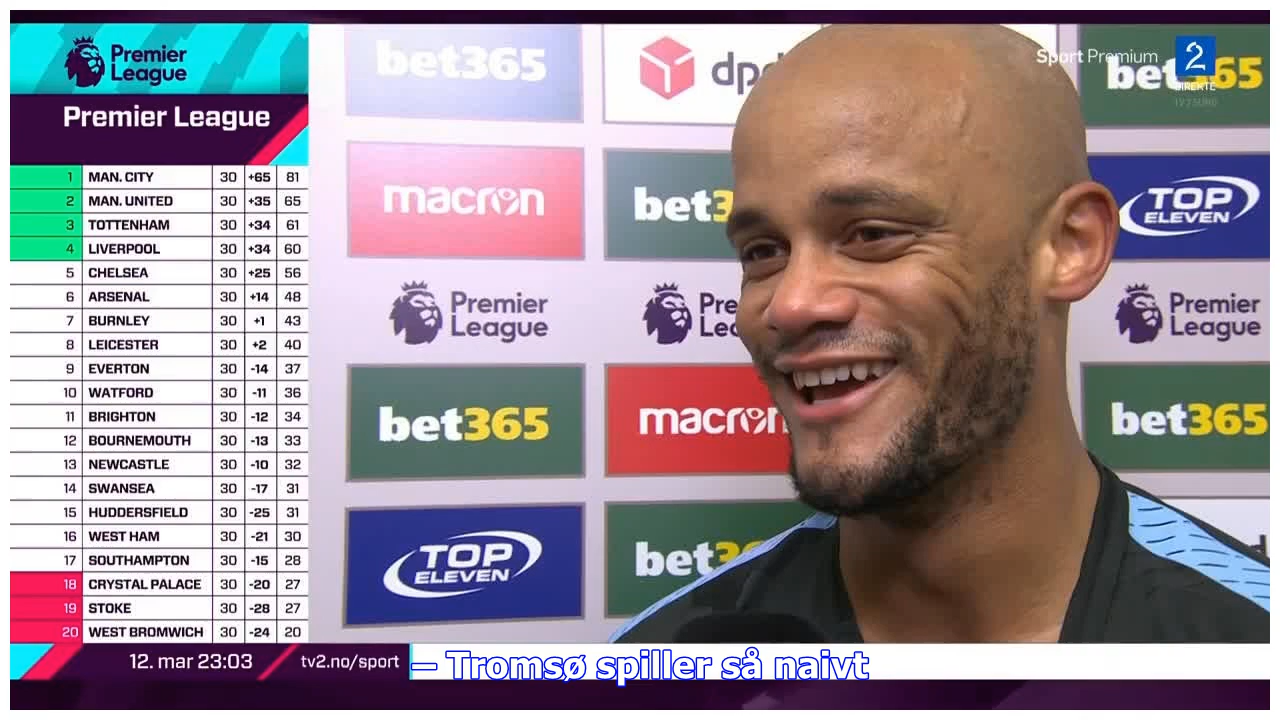 Premier
League
Premier League
1 MAN. CITY 30 +65 81
2 MAN. UNITED 30 +35 65
3 TOTTENHAM 30 +34 61
4 LIVERPOOL 30 +34 60
5 CHELSEA 30 +25 56
6 ARSENAL 30 +14 48
7 BURNLEY 30 +1 43
8 LEICESTER 30 +2 40
9 EVERTON 30 -14 37
10 WATFORD 30 -11 36
11 BRIGHTON 30 -12 34
12 BOURNEMOUTH 30 -13 33
13 NEWCASTLE 30 -10 32
14 SWANSEA 30 -17 31
15 HUDDERSFIELD 30 -25 31
16 WEST HAM 30 -21 30
17 SOUTHAMPTON 30 -15 28
18 CRYSTAL PALACE 30 -20 27
19 STOKE 30 -28 27
20 WEST BROMWICH 30 -24 20
12. mar 23:03 tv2.no/sport
– Tromsø spiller så naivt
Sport Premium 2
DIREKTE
bet365 dpd bet365
macron bet3 TOP
ELEVEN
Premier
League
Pre
Lea
Premier
League
bet365 macron bet365
TOP
ELEVEN
bet36